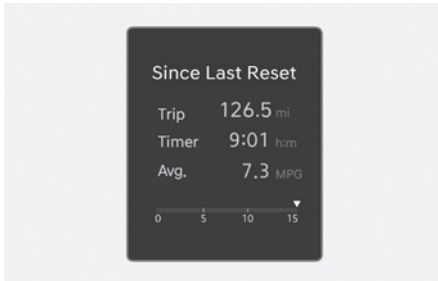 Since Last Reset
Trip 126.5 mi
Timer 9:01 h:m
Avg. 7.3 MPG
0 5 10 15